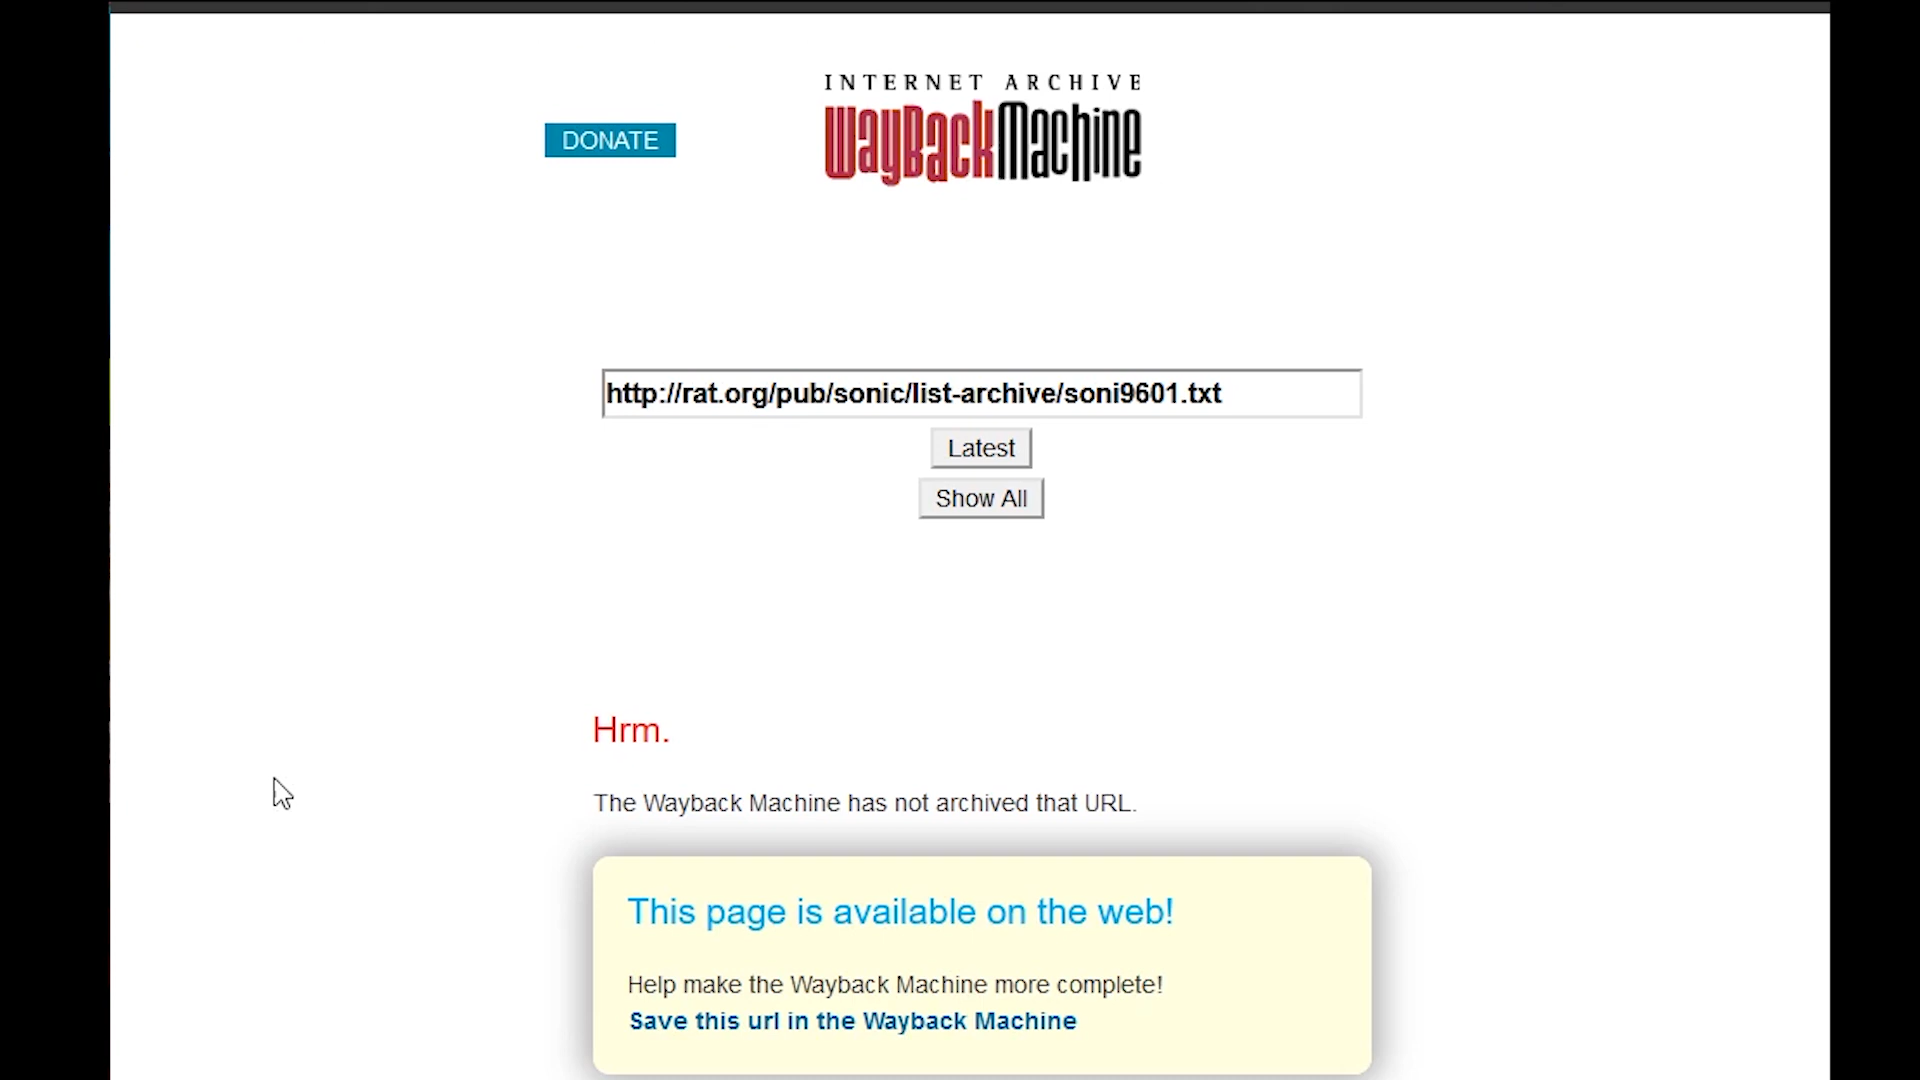 INTERNET ARCHIVE
WayBackMachine
DONATE
http://rat.org/pub/sonic/list-archive/soni9601.txt
Latest
Show All
Hrm.
The Wayback Machine has not archived that URL.
This page is available on the web!
Help make the Wayback Machine more complete!
Save this url in the Wayback Machine